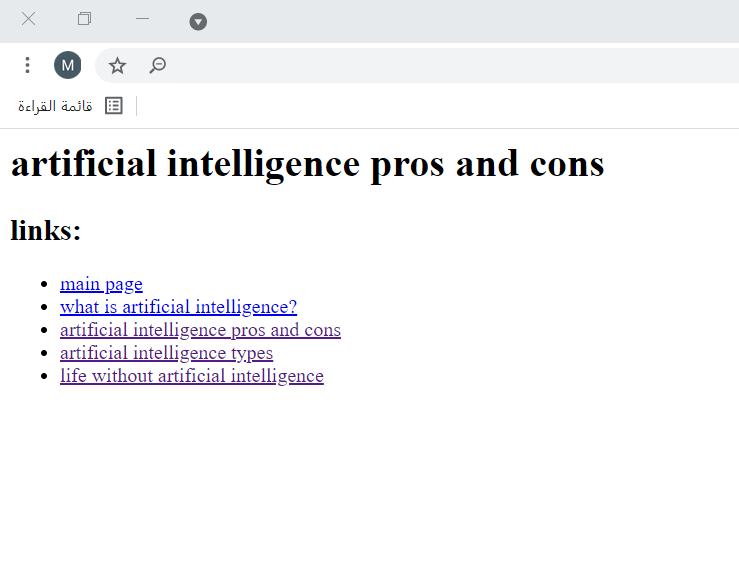 M
قائمة القراءة
artificial intelligence pros and cons
links:
main page
what is artificial intelligence?
artificial intelligence pros and cons
artificial intelligence types
life without artificial intelligence